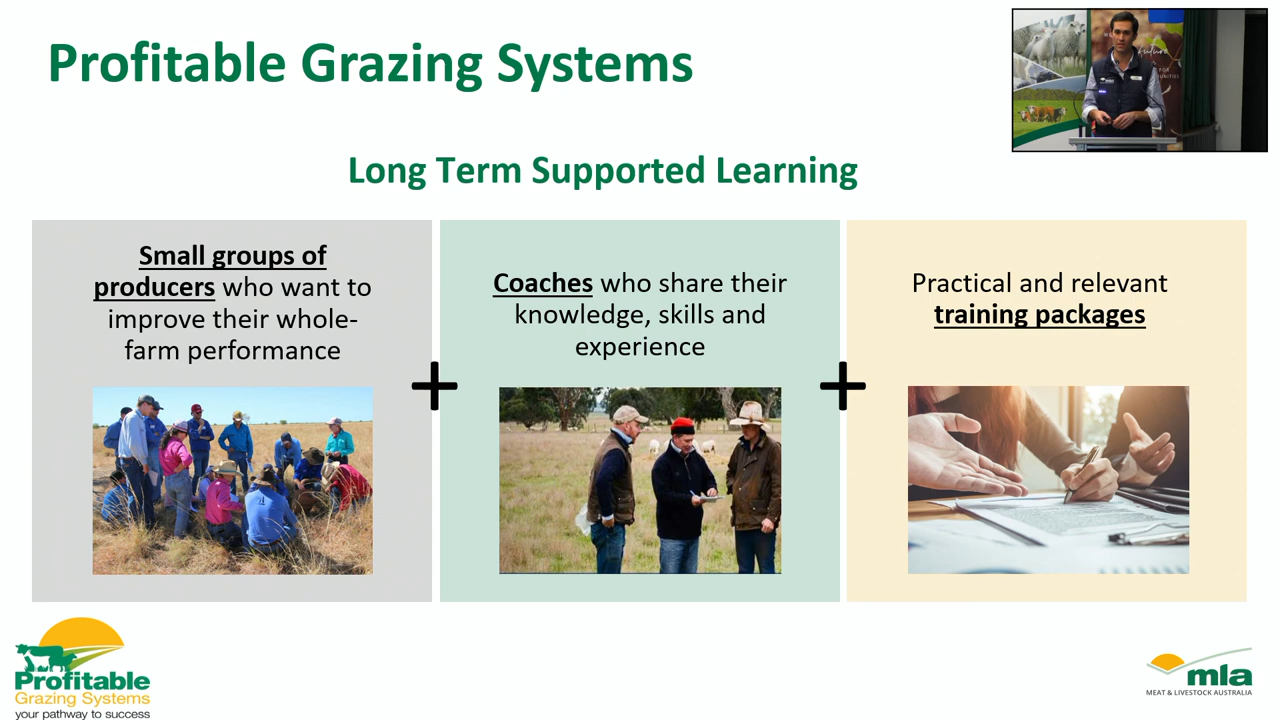 Profitable Grazing Systems
future
Long Term Supported Learning
Small groups of
producers who want to
improve their whole-
farm performance
+
Coaches who share their
knowledge, skills and
experience
+
Practical and relevant
training packages
Profitable
Grazing Systems
your pathway to success
mla
MEAT & LIVESTOCK AUSTRALIA